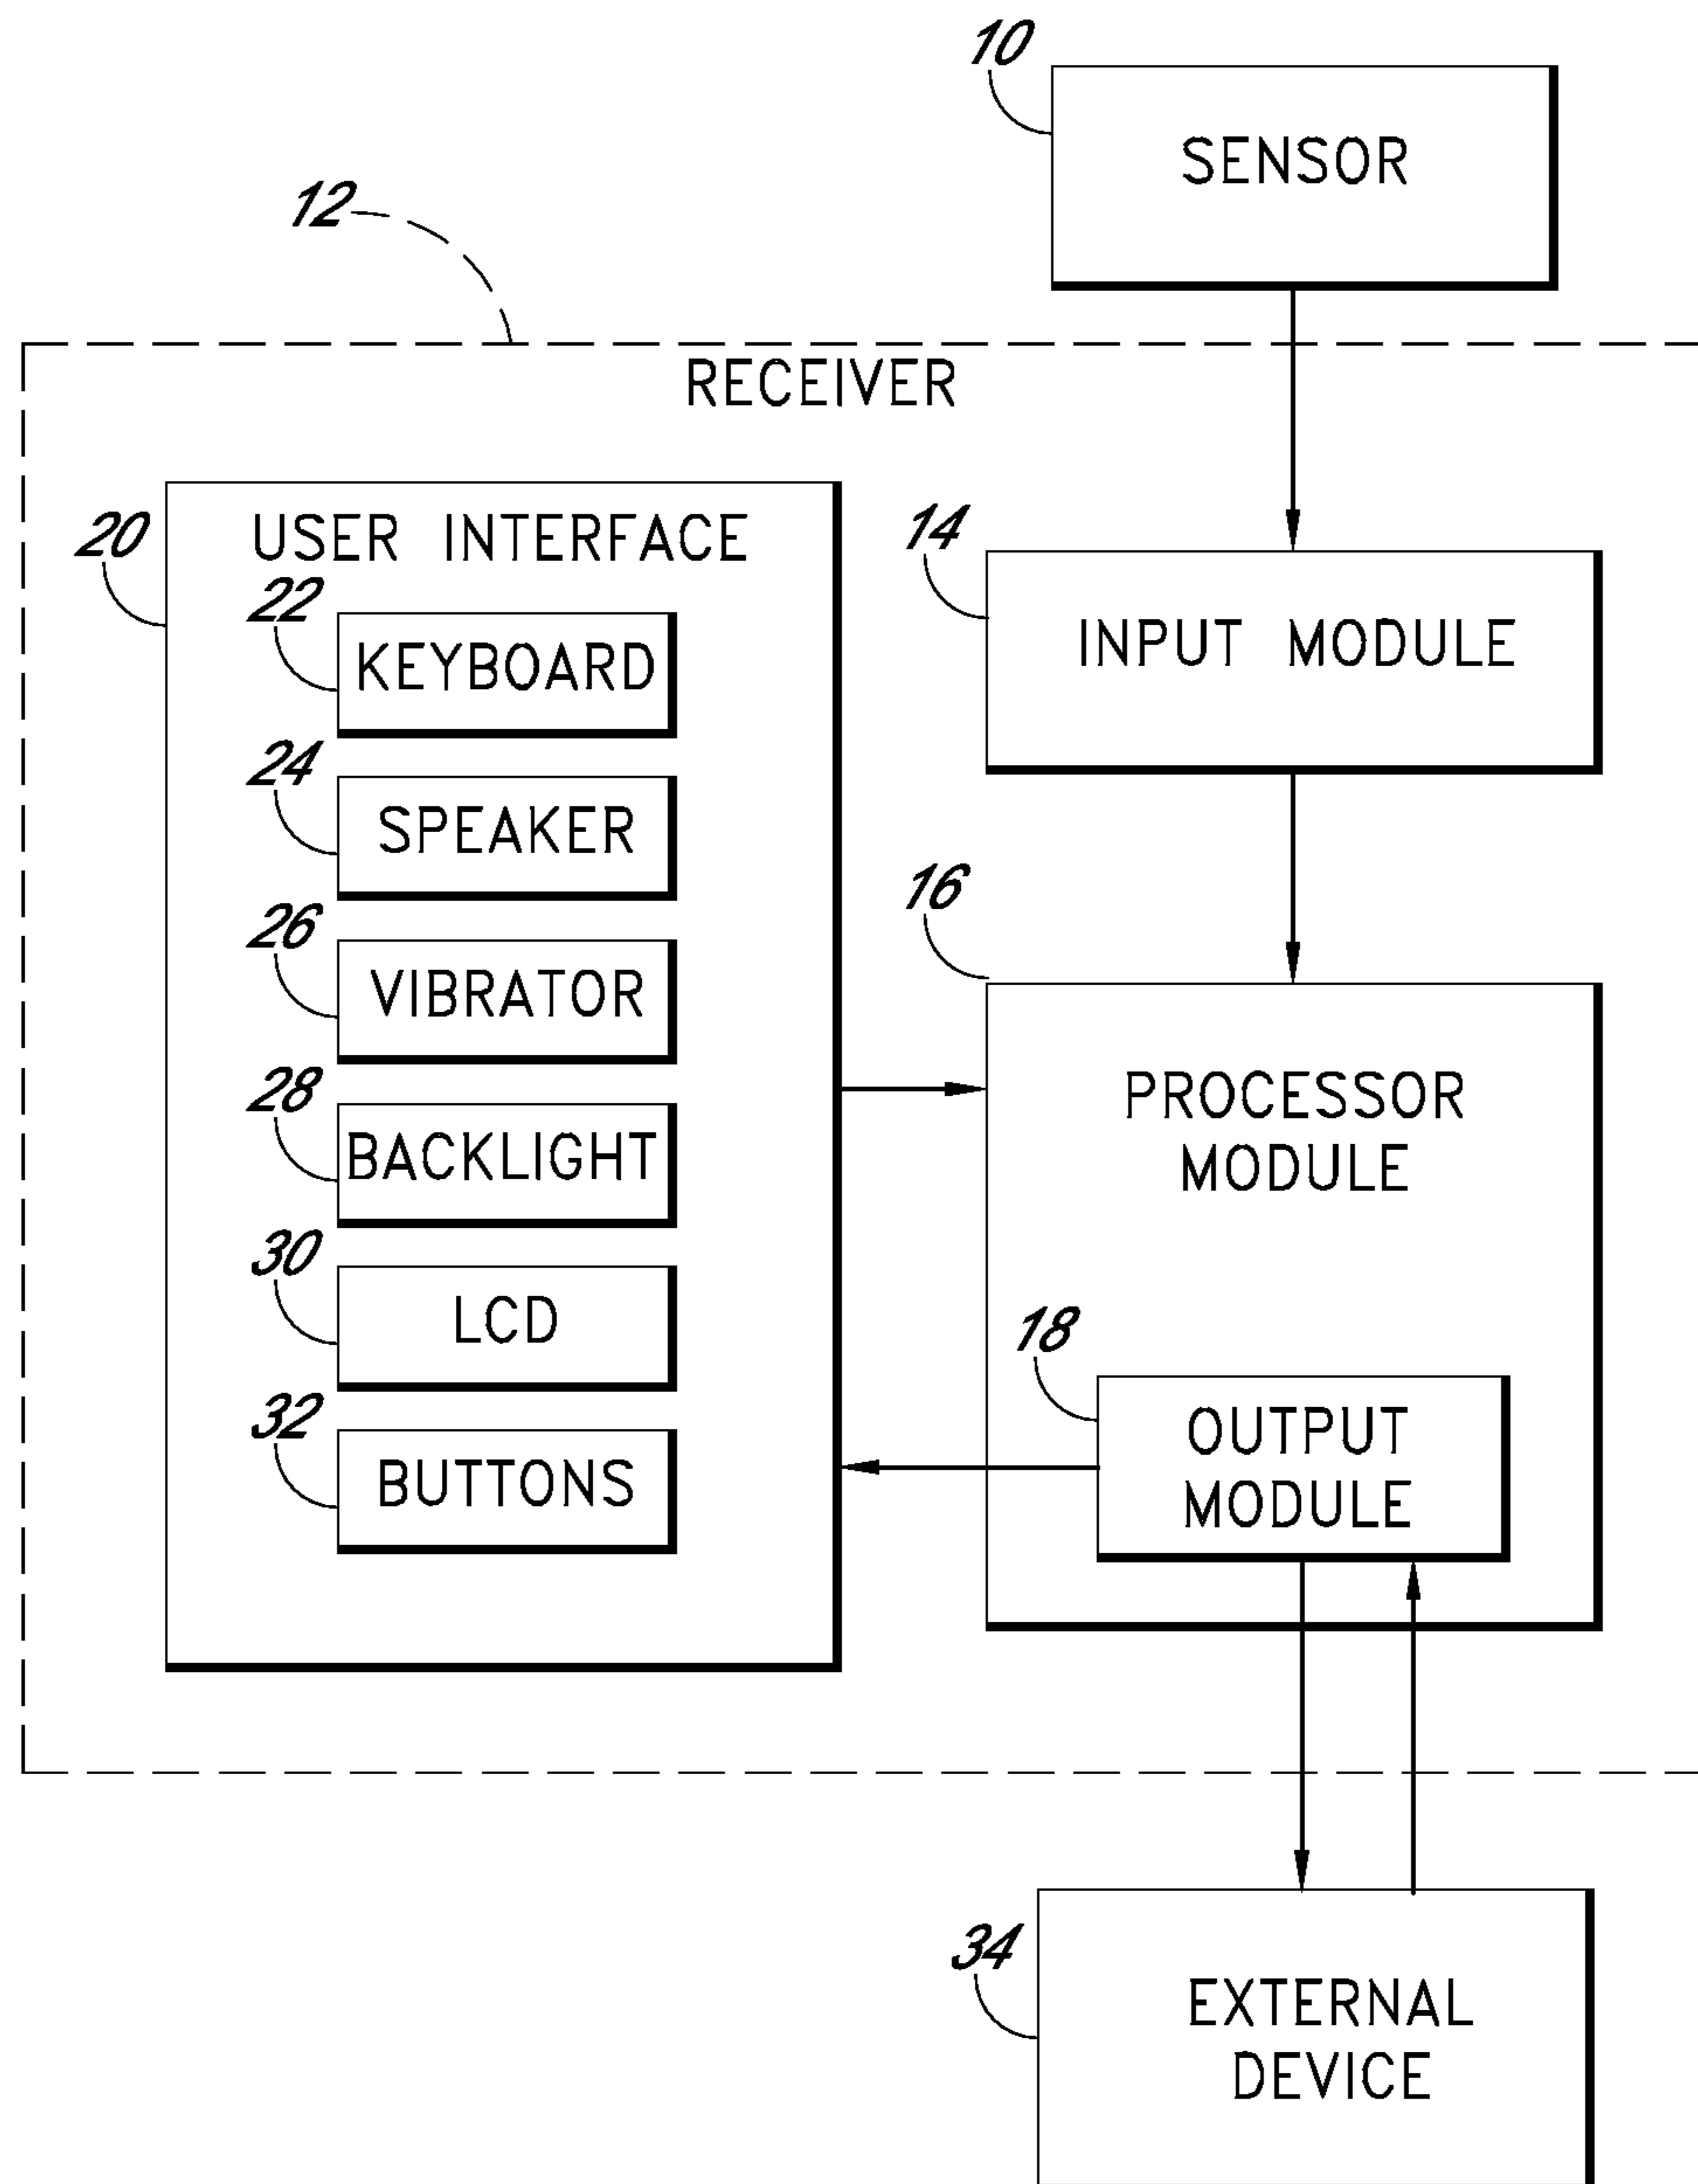 10
SENSOR
12
RECEIVER
20
USER INTERFACE
22
KEYBOARD
24
SPEAKER
26
VIBRATOR
28
BACKLIGHT
30
LCD
32
BUTTONS
14
INPUT MODULE
16
PROCESSOR
MODULE
18
OUTPUT
MODULE
34
EXTERNAL
DEVICE